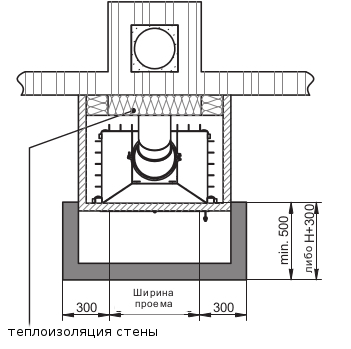 min. 500
либо H+300
300
Ширина
проема
300
теплоизоляция стены